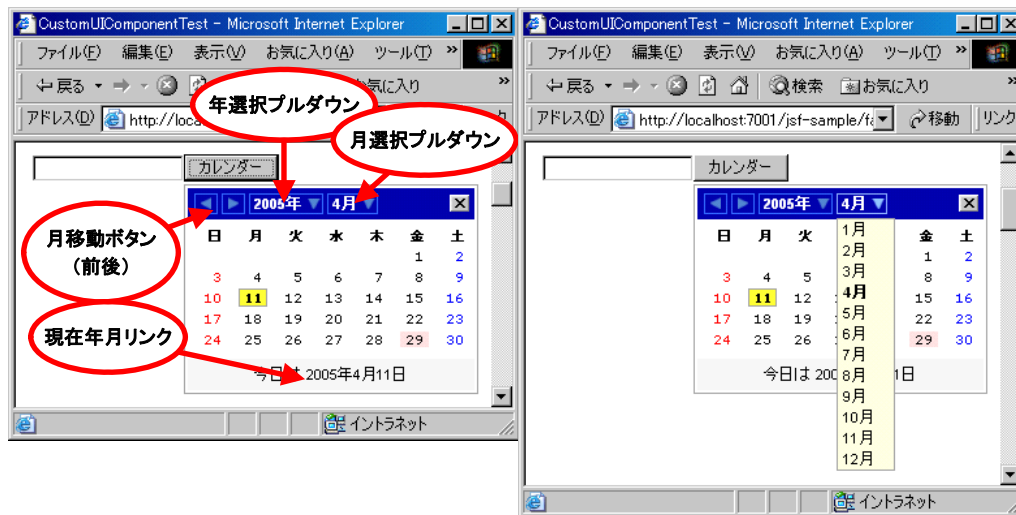 CustomUIComponentTest - Microsoft Internet Explorer
ファイル(F) 編集(E) 表示(V) お気に入り(A) ツール(T) »
戻る お気に入り »
アドレス(D) http://loca
年選択プルダウン
月選択プルダウン
カレンダー
2005年 ▼ 4月 ▼
日 月 火 水 木 金 土
1 2
3 4 5 6 7 8 9
10 11 12 13 14 15 16
17 18 19 20 21 22 23
24 25 26 27 28 29 30
今日は 2005年4月11日
月移動ボタン
(前後)
現在年月リンク
イントラネット
CustomUIComponentTest - Microsoft Internet Explorer
ファイル(F) 編集(E) 表示(V) お気に入り(A) ツール(T) »
戻る 検索 お気に入り »
アドレス(D) http://localhost:7001/jsf-sample/fa 移動 リンク
カレンダー
2005年 ▼ 4月 ▼
日 月 火 金 土
1 2
3 4 5 8 9
10 11 12 15 16
17 18 19 22 23
24 25 26 29 30
今日は 200 1日
1月
2月
3月
4月
5月
6月
7月
8月
9月
10月
11月
12月
イントラネット